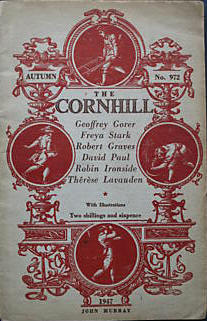 AUTUMN
No. 972
THE
CORNHILL
Geoffrey Gorer
Freya Stark
Robert Graves
David Paul
Robin Ironside
Thérèse Lavauden
With Illustrations
Two shillings and sixpence
1947
JOHN MURRAY